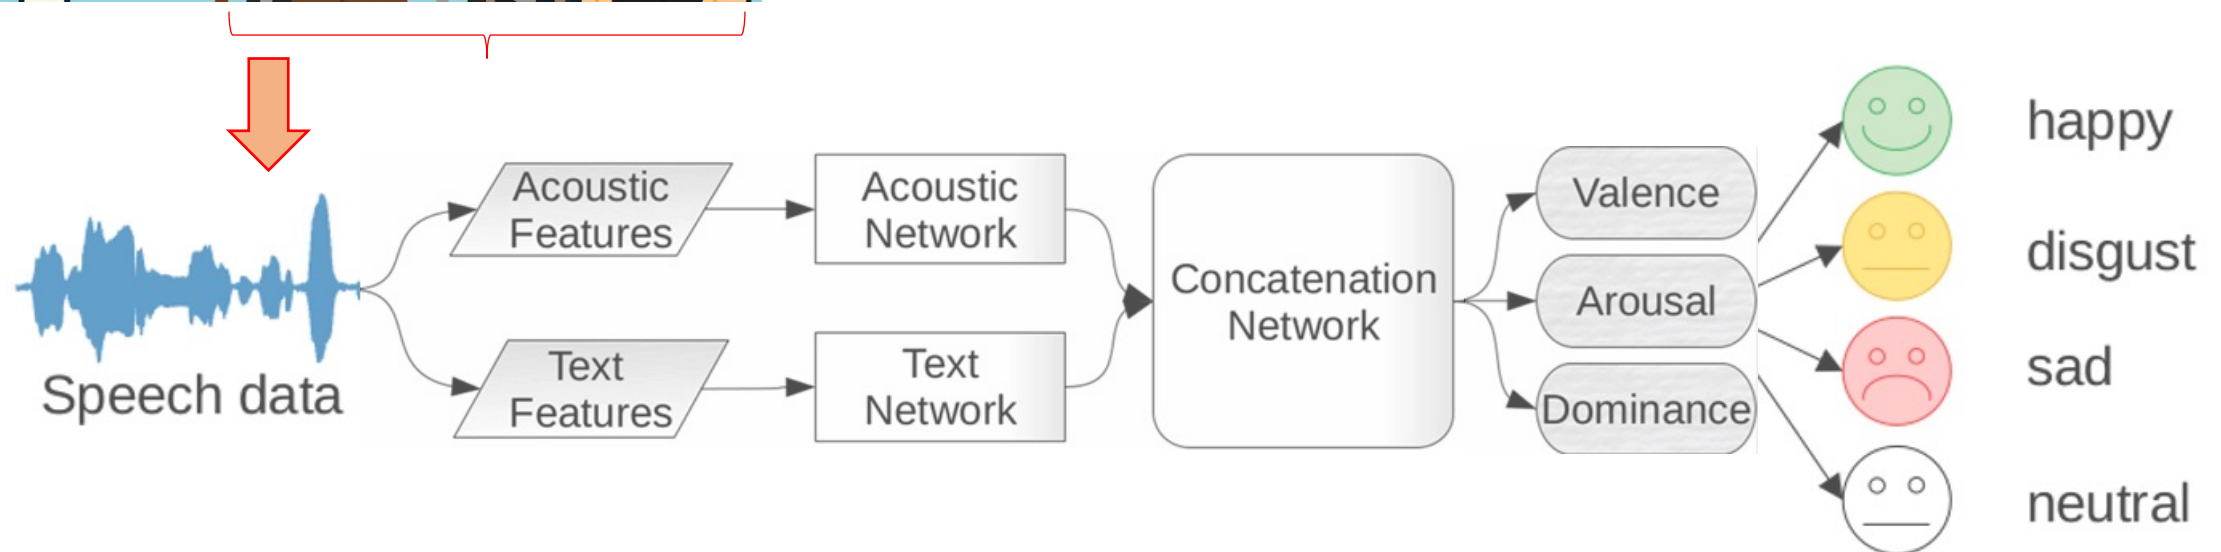 Speech data
Acoustic
Features
Text
Features
Acoustic
Network
Text
Network
Concatenation
Network
Valence
Arousal
Dominance
happy
disgust
sad
neutral